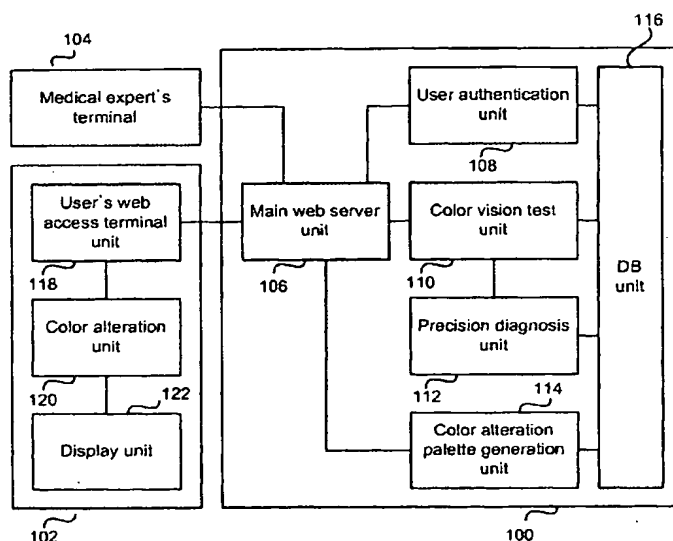 104
Medical expert's
terminal
116
User authentication
unit
108
User's web
access terminal
unit
118
Main web server
unit
106
Color vision test
unit
110
DB
unit
Color alteration
unit
120
122
Precision diagnosis
unit
112
114
Display unit
Color alteration
palette generation
unit
102
100